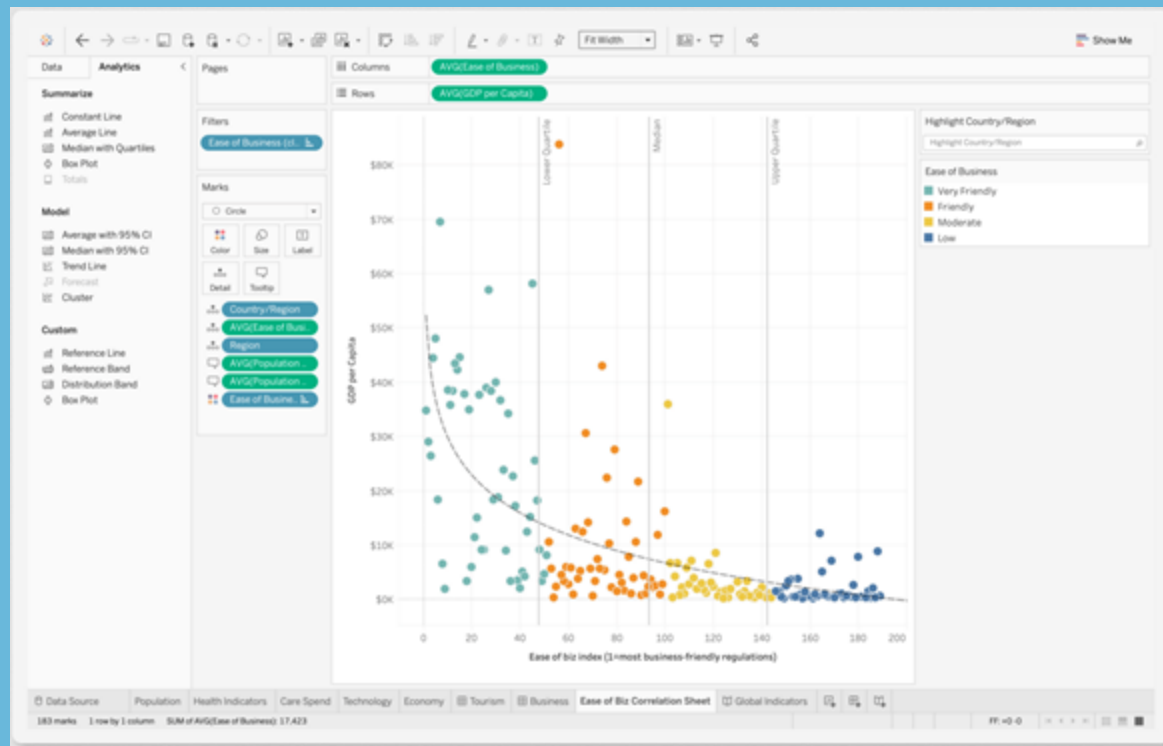 Fit Width
Show Me
Data
Analytics
Pages
Columns
AVG(Ease of Business)
Rows
AVG(GDP per Capita)
Summarize
Constant Line
Average Line
Median with Quartiles
Box Plot
Totals
Model
Average with 95% CI
Median with 95% CI
Trend Line
Forecast
Cluster
Custom
Reference Line
Reference Band
Distribution Band
Box Plot
Filters
Ease of Business (cl..
Marks
Circle
Color
Size
Label
Detail
Tooltip
Country/Region
AVG(Ease of Busi..
Region
AVG(Population ..
AVG(Population ..
Ease of Busine..
Lower Quartile
Median
Upper Quartile
GDP per Capita
$80K
$70K
$60K
$50K
$40K
$30K
$20K
$10K
$0K
0 20 40 60 80 100 120 140 160 180 200
Ease of biz index (1=most business-friendly regulations)
Highlight Country/Region
Highlight Country/Region
Ease of Business
Very Friendly
Friendly
Moderate
Low
Data Source Population Health Indicators Care Spend Technology Economy Tourism Business Ease of Biz Correlation Sheet Global Indicators
183 marks 1 row by 1 column SUM of AVG(Ease of Business): 17,423